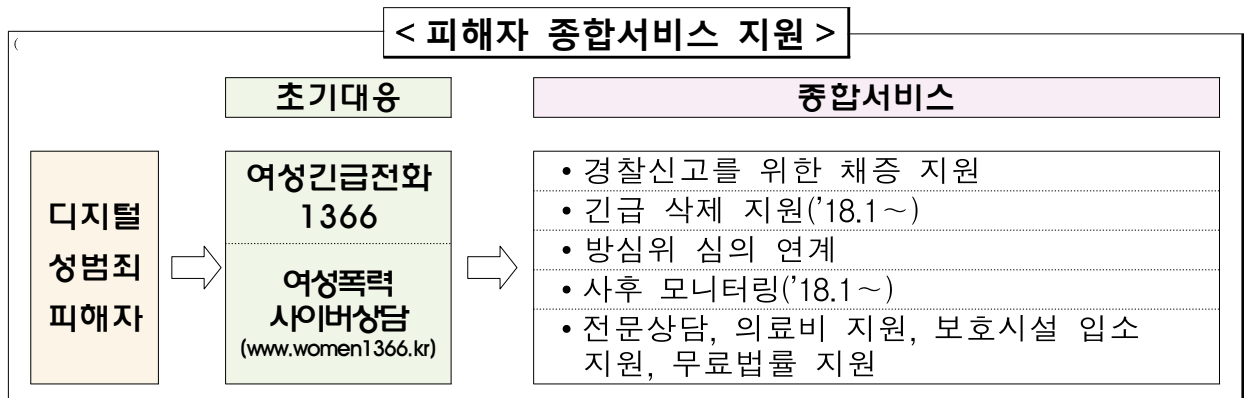 < 피해자 종합서비스 지원 >
(
초기대응
종합서비스
디지털
성범죄
피해자
여성긴급전화
1366
여성폭력
사이버상담
(www.women1366.kr)
• 경찰신고를 위한 채증 지원
• 긴급 삭제 지원('18.1~)
• 방심위 심의 연계
• 사후 모니터링('18.1~)
• 전문상담, 의료비 지원, 보호시설 입소
지원, 무료법률 지원